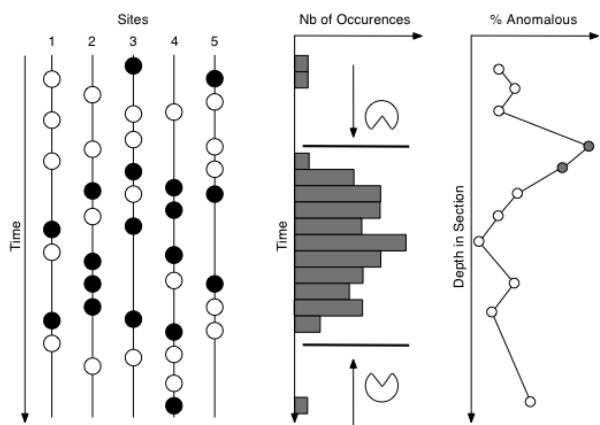 Sites
1 2 3 4 5
Time
Nb of Occurences
Time
% Anomalous
Depth in Section